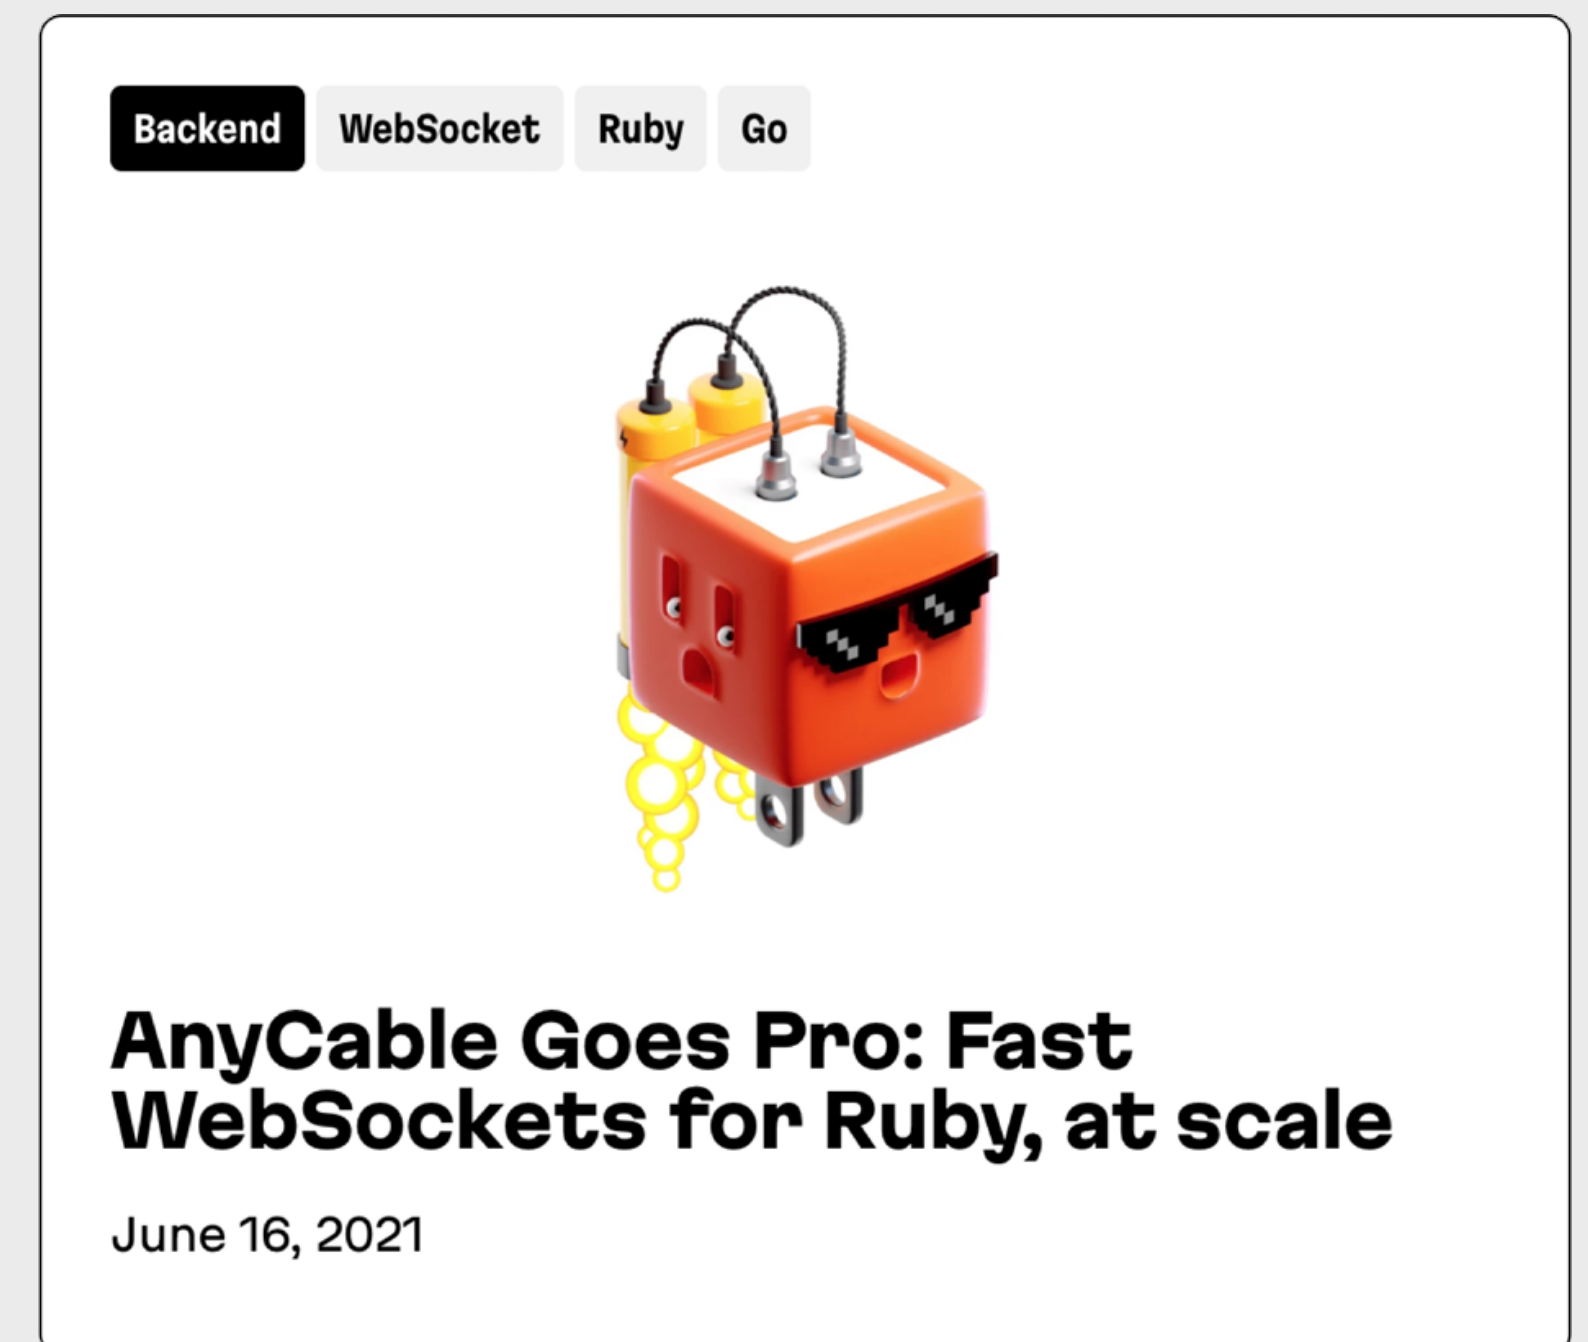 Backend WebSocket Ruby Go
AnyCable Goes Pro: Fast
WebSockets for Ruby, at scale
June 16, 2021